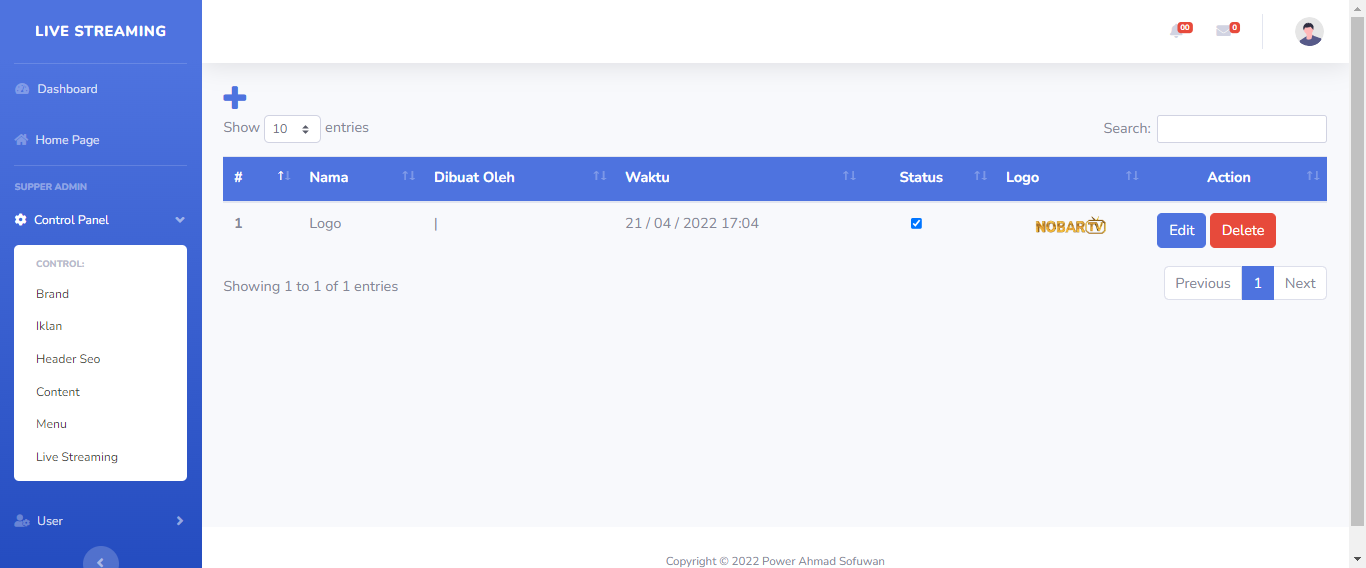 LIVE STREAMING
00
0
Dashboard
Home Page
SUPPER ADMIN
Control Panel
CONTROL:
Brand
Iklan
Header Seo
Content
Menu
Live Streaming
User
Show 10 entries
Search:
# Nama Dibuat Oleh Waktu Status Logo Action
1 Logo | 21 / 04 / 2022 17:04 NOBARTV Edit Delete
Showing 1 to 1 of 1 entries
Previous 1 Next
Copyright © 2022 Power Ahmad Sofuwan